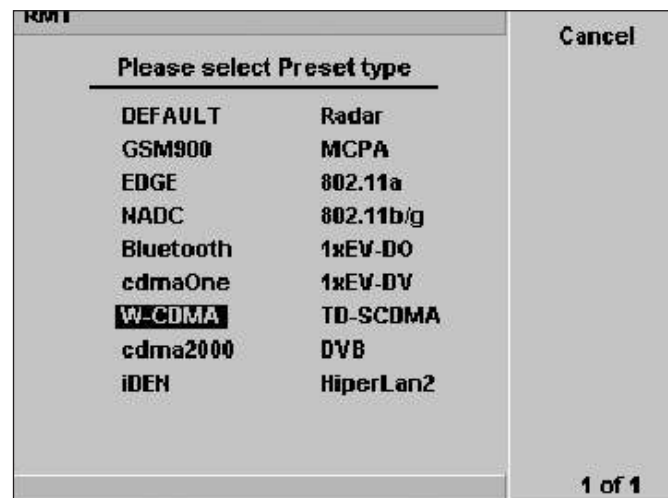 RMT
Cancel
Please select Preset type
DEFAULT Radar
GSM900 MCPA
EDGE 802.11a
NADC 802.11b/g
Bluetooth 1xEV-DO
cdmaOne 1xEV-DV
W-CDMA TD-SCDMA
cdma2000 DVB
iDEN HiperLan2
1 of 1